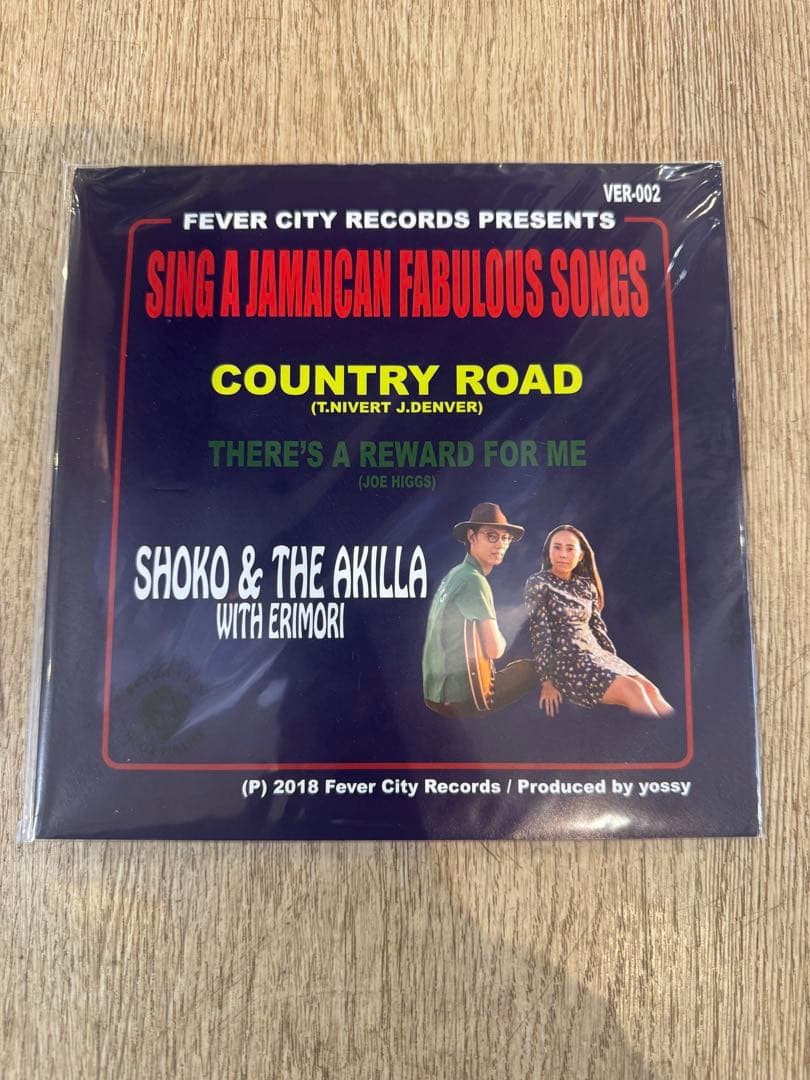 VER-002
FEVER CITY RECORDS PRESENTS
SING A JAMAICAN FABULOUS SONGS
COUNTRY ROAD
(T.NIVERT J.DENVER)
THERE'S A REWARD FOR ME
(JOE HIGGS)
SHOKO & THE AKILLA
WITH ERIMORI
(P) 2018 Fever City Records / Produced by yossy